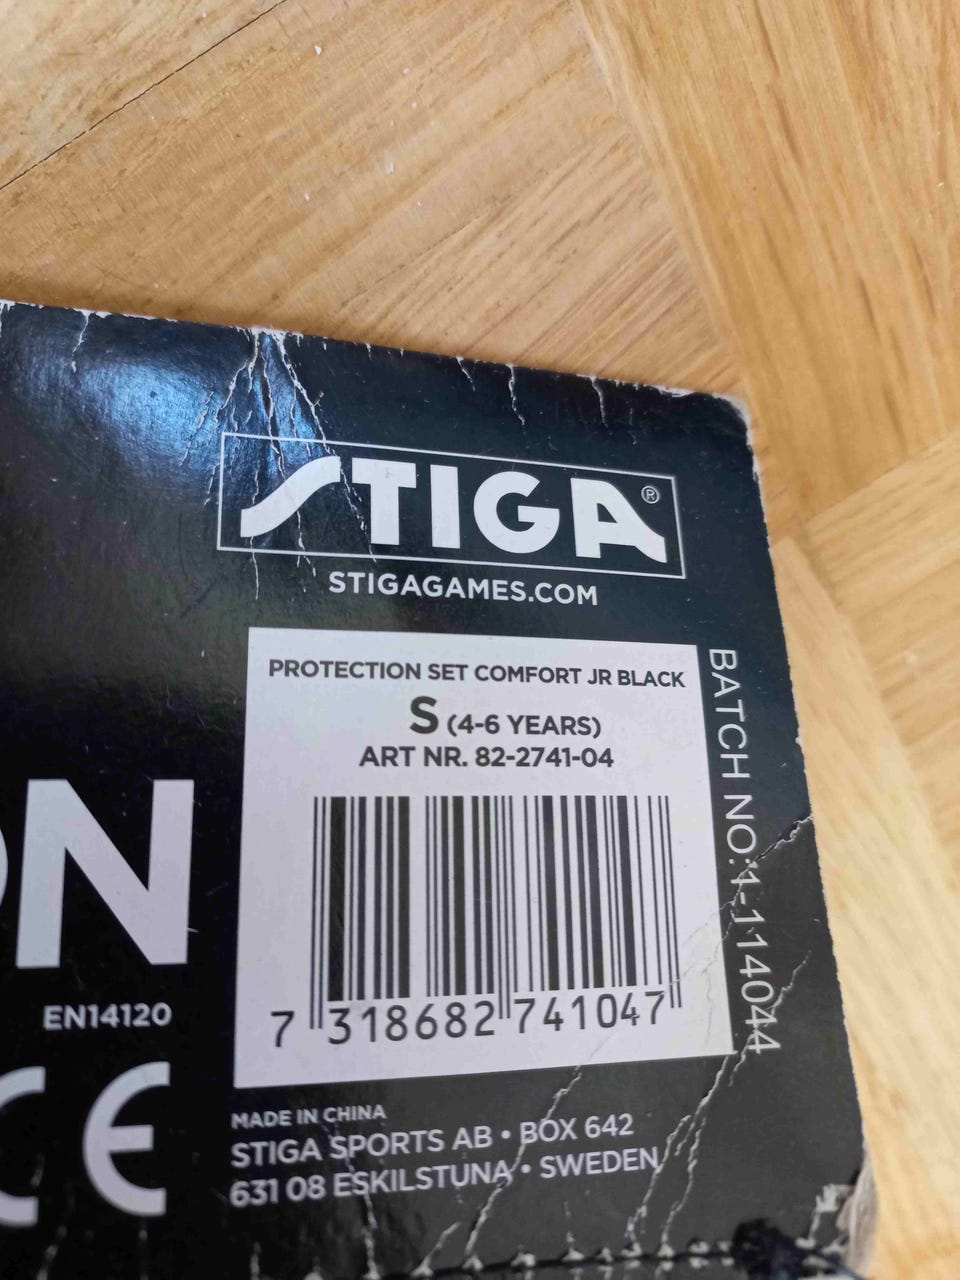 STIGA®
STIGAGAMES.COM
PROTECTION SET COMFORT JR BLACK
S (4-6 YEARS)
ART NR. 82-2741-04
7 318682 741047
BATCH NO:1-114044
N
EN14120
CE
MADE IN CHINA
STIGA SPORTS AB • BOX 642
631 08 ESKILSTUNA • SWEDEN